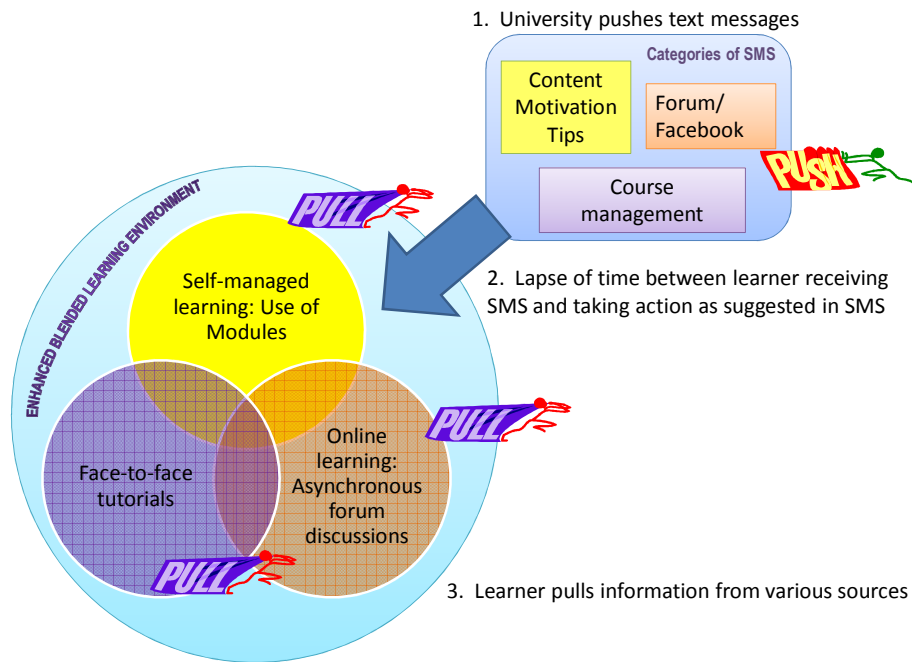 1. University pushes text messages
Categories of SMS
Content
Motivation
Tips
Forum/
Facebook
PUSH
Course
management
ENHANCED BLENDED LEARNING ENVIRONMENT
PULL
Self-managed
learning: Use of
Modules
2. Lapse of time between learner receiving
SMS and taking action as suggested in SMS
PULL
Face-to-face
tutorials
Online
learning:
Asynchronous
forum
discussions
PULL
3. Learner pulls information from various sources